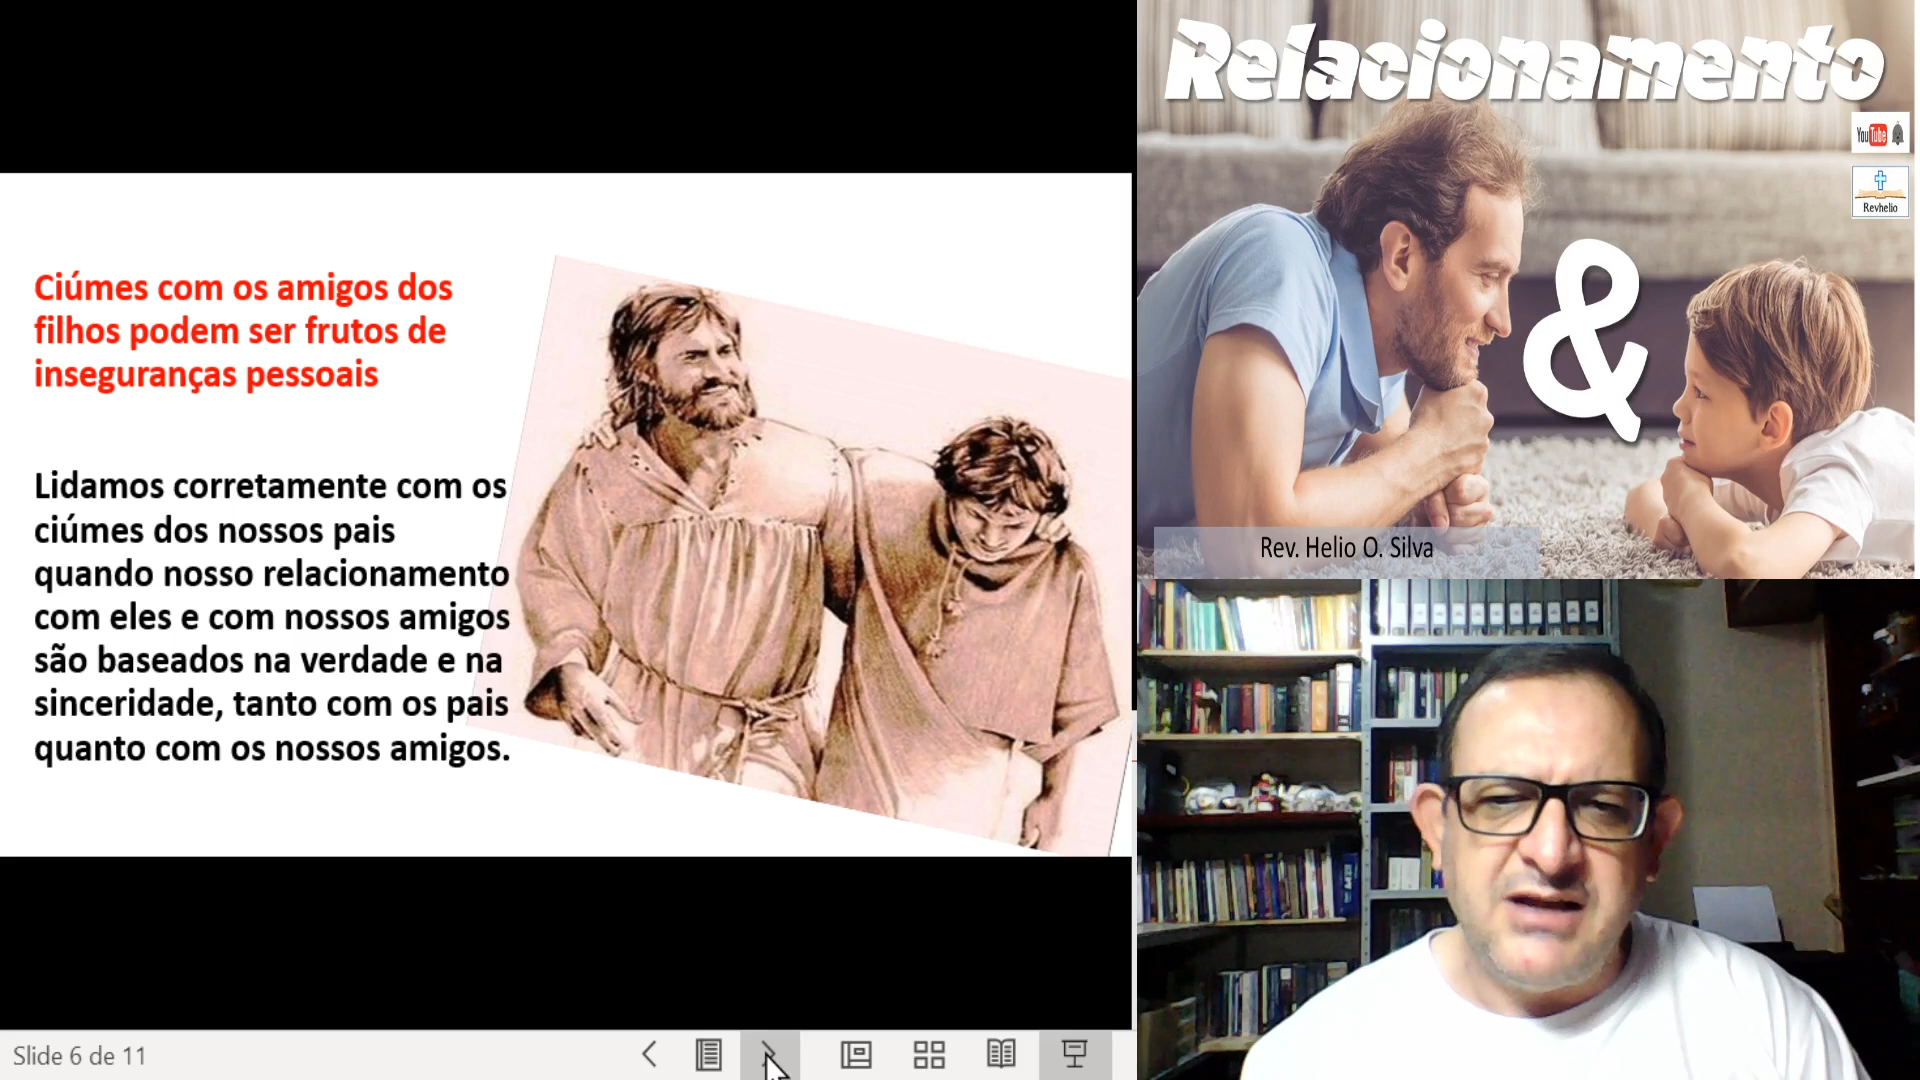 Ciúmes com os amigos dos
filhos podem ser frutos de
inseguranças pessoais
Lidamos corretamente com os
ciúmes dos nossos pais
quando nosso relacionamento
com eles e com nossos amigos
são baseados na verdade e na
sinceridade, tanto com os pais
quanto com os nossos amigos.
Slide 6 de 11
Relacionamento
YouTube
Revhelio
&
Rev. Helio O. Silva